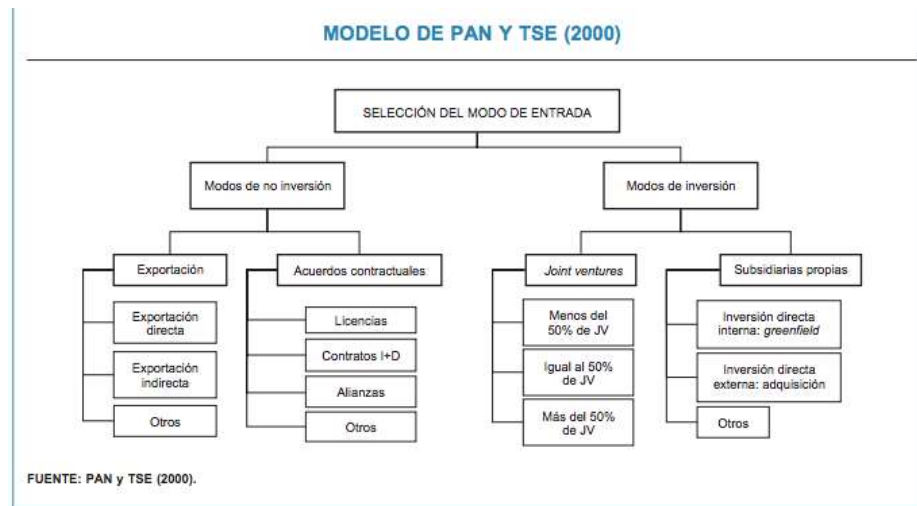 MODELO DE PAN Y TSE (2000)
SELECCIÓN DEL MODO DE ENTRADA
Modos de no inversión
Modos de inversión
Exportación
Acuerdos contractuales
Joint ventures
Subsidiarias propias
Exportación
directa
Exportación
indirecta
Otros
Licencias
Contratos I+D
Alianzas
Otros
Menos del
50% de JV
Igual al 50%
de JV
Más del 50%
de JV
Inversión directa
interna: greenfield
Inversión directa
externa: adquisición
Otros
FUENTE: PAN y TSE (2000).